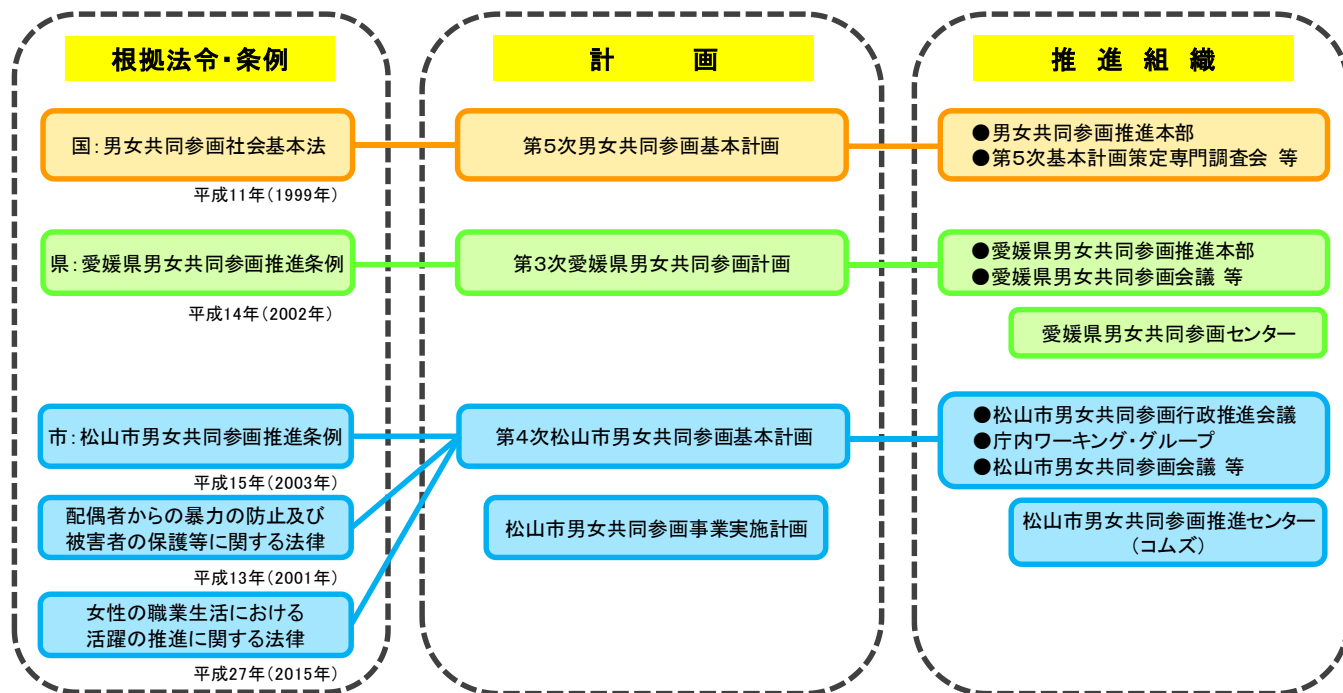 根拠法令・条例
国：男女共同参画社会基本法
平成11年（1999年）
県：愛媛県男女共同参画推進条例
平成14年（2002年）
市：松山市男女共同参画推進条例
平成15年（2003年）
配偶者からの暴力の防止及び
被害者の保護等に関する法律
平成13年（2001年）
女性の職業生活における
活躍の推進に関する法律
平成27年（2015年）
計　画
第5次男女共同参画基本計画
第3次愛媛県男女共同参画計画
第4次松山市男女共同参画基本計画
松山市男女共同参画事業実施計画
推 進 組 織
●男女共同参画推進本部
●第5次基本計画策定専門調査会 等
●愛媛県男女共同参画推進本部
●愛媛県男女共同参画会議 等
愛媛県男女共同参画センター
●松山市男女共同参画行政推進会議
●庁内ワーキング・グループ
●松山市男女共同参画会議 等
松山市男女共同参画推進センター
（コムズ）